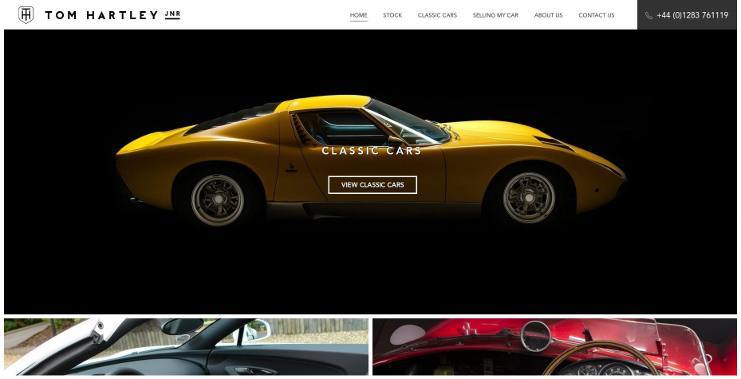 TH TOM HARTLEY JNR
HOME STOCK CLASSIC CARS SELLING MY CAR ABOUT US CONTACT US +44 (0)1283 761119
CLASSIC CARS
VIEW CLASSIC CARS